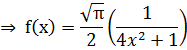 ⇒ f(x) = √π/2 (1/(4x² + 1))